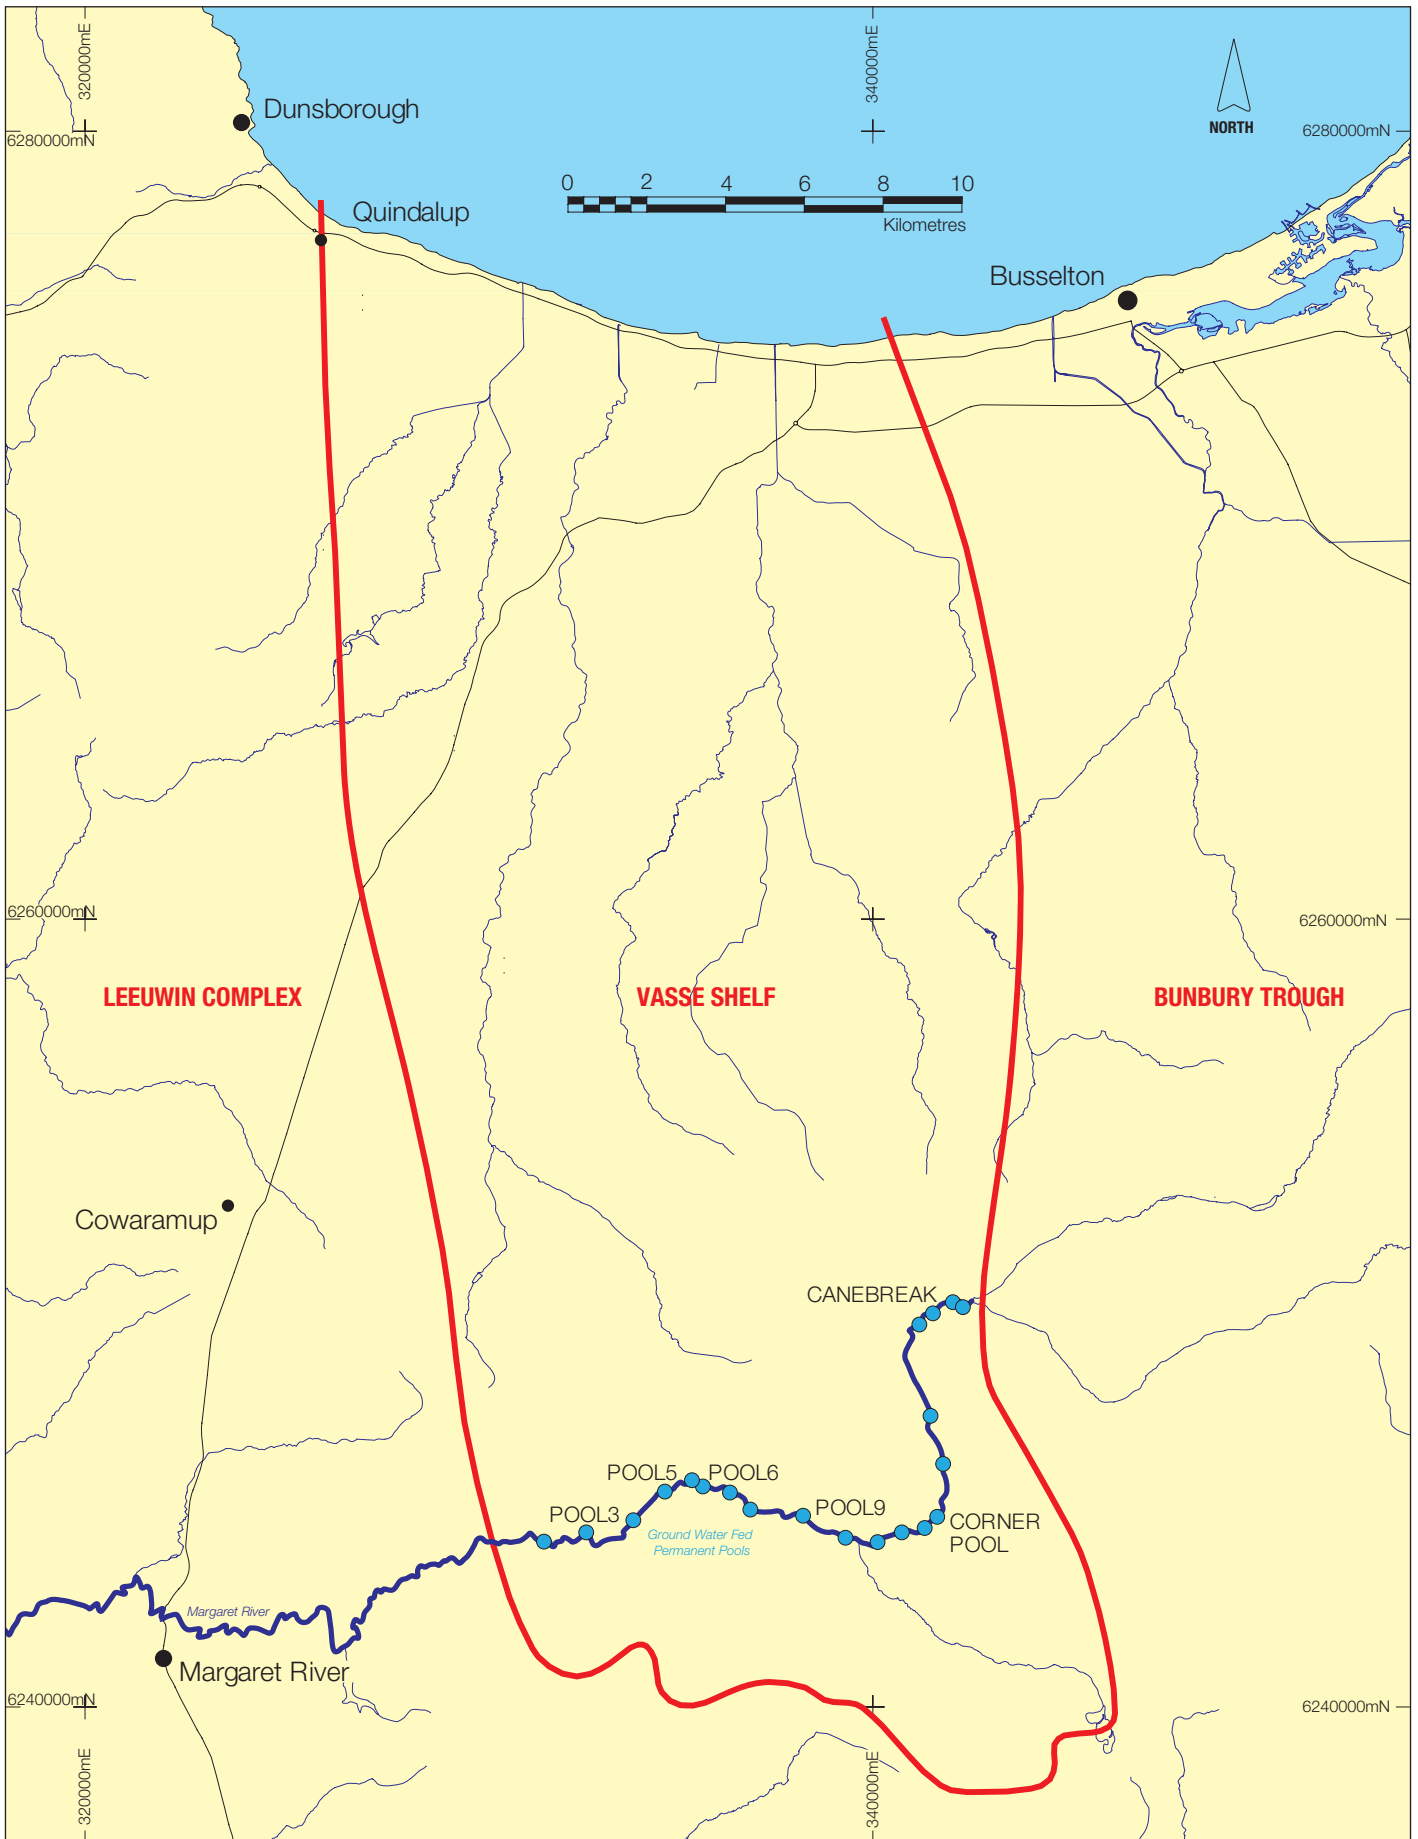 320000mE
340000mE
Dunsborough
6280000mN
NORTH
6280000mN
0 2 4 6 8 10
Kilometres
Quindalup
Busselton
6260000mN
6260000mN
LEEUWIN COMPLEX
VASSE SHELF
BUNBURY TROUGH
Cowaramup
CANEBREAK
POOL5
POOL6
POOL3
POOL9
CORNER
POOL
Ground Water Fed
Permanent Pools
Margaret River
Margaret River
6240000mN
6240000mN
320000mE
340000mE